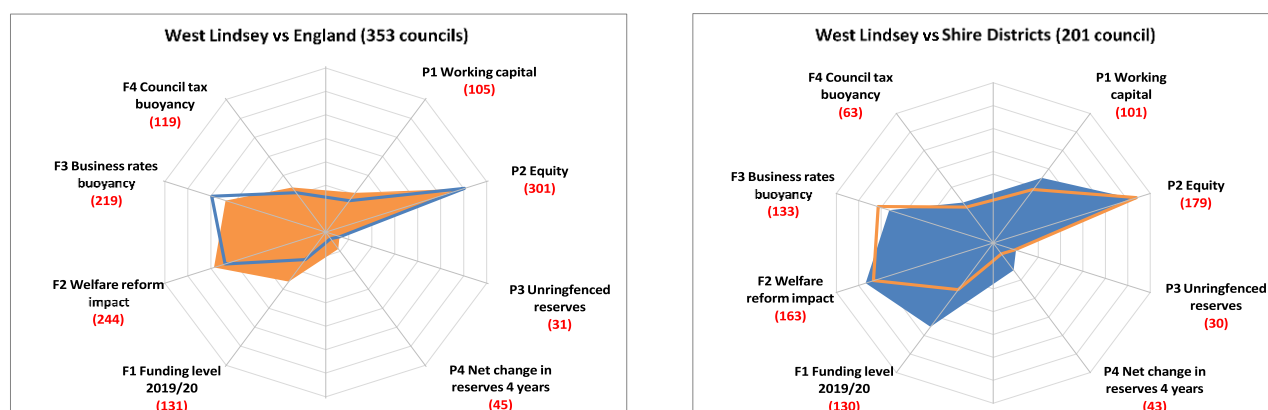 West Lindsey vs England (353 councils)
F4 Council tax
buoyancy
(119)
P1 Working capital
(105)
F3 Business rates
buoyancy
(219)
P2 Equity
(301)
F2 Welfare reform
impact
(244)
P3 Unringfenced
reserves
(31)
F1 Funding level
2019/20
(131)
P4 Net change in
reserves 4 years
(45)
West Lindsey vs Shire Districts (201 council)
F4 Council tax
buoyancy
(63)
P1 Working
capital
(101)
F3 Business rates
buoyancy
(133)
P2 Equity
(179)
F2 Welfare
reform impact
(163)
P3 Unringfenced
reserves
(30)
F1 Funding level
2019/20
(130)
P4 Net change in
reserves 4 years
(43)